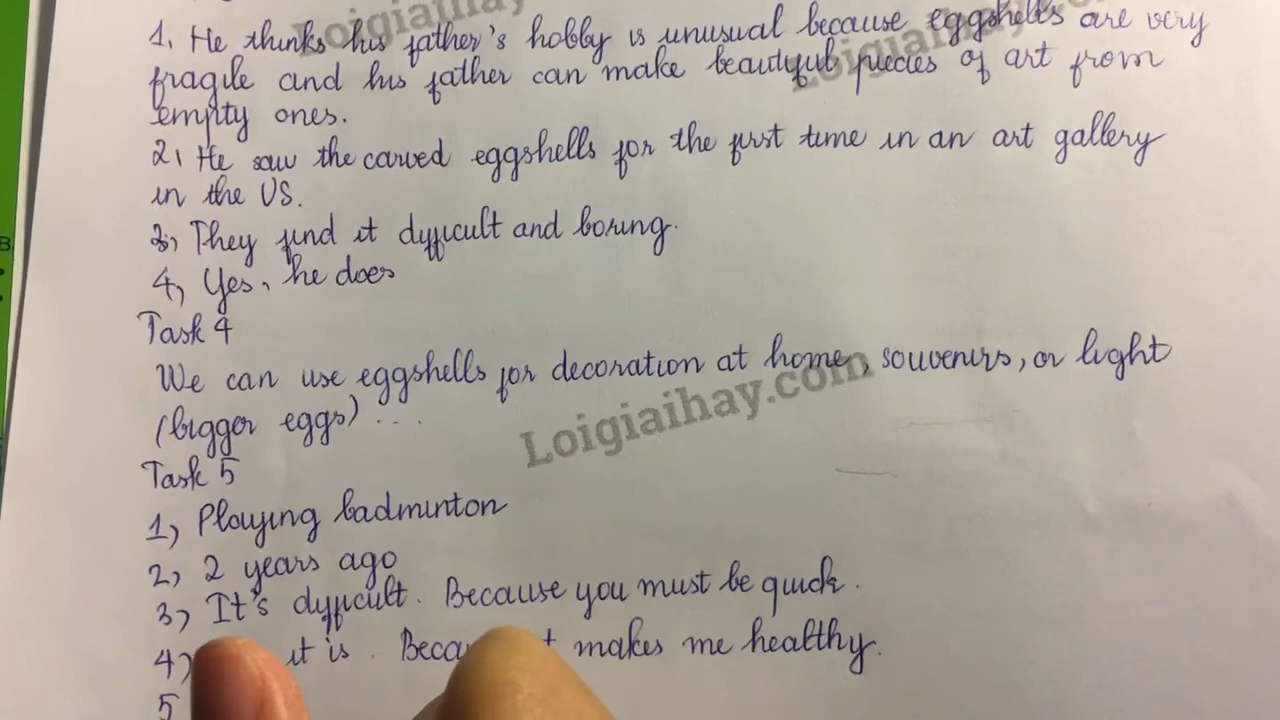 1, He thinks his father's hobby is unusual because eggshells are very
fragile and his father can make beautyful piecies of art from
empty ones.
2, He saw the carved eggshells for the first time in an art gallery
in the US.
3, They find it difficult and boring.
4, Yes, he does
Task 4
We can use eggshells for decoration at home, souvenirs, or light
(bigger eggs) ...
Task 5
1, Playing badminton
2, 2 years ago
3, It's difficult. Because you must be quick.
4, it is. makes me healthy.
5
Loigiaihay.com
B